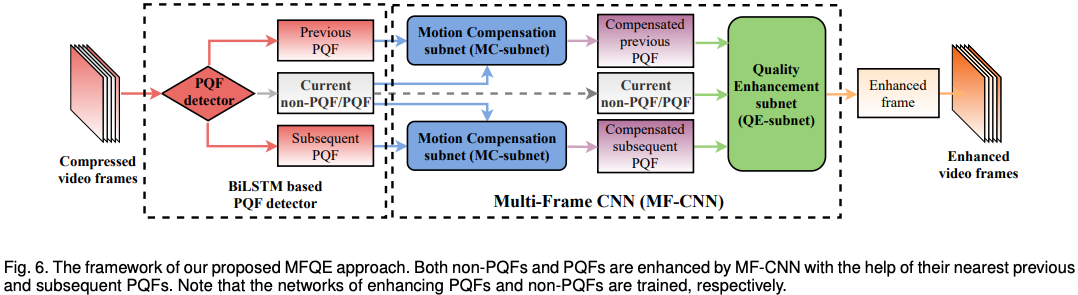 Compressed
video frames
PQF
detector
Previous
PQF
Current
non-PQF/PQF
Subsequent
PQF
BiLSTM based
PQF detector
Motion Compensation
subnet (MC-subnet)
Motion Compensation
subnet (MC-subnet)
Compensated
previous
PQF
Current
non-PQF/PQF
Compensated
subsequent
PQF
Quality
Enhancement
subnet
(QE-subnet)
Multi-Frame CNN (MF-CNN)
Enhanced
frame
Enhanced
video frames
Fig. 6. The framework of our proposed MFQE approach. Both non-PQFs and PQFs are enhanced by MF-CNN with the help of their nearest previous
and subsequent PQFs. Note that the networks of enhancing PQFs and non-PQFs are trained, respectively.